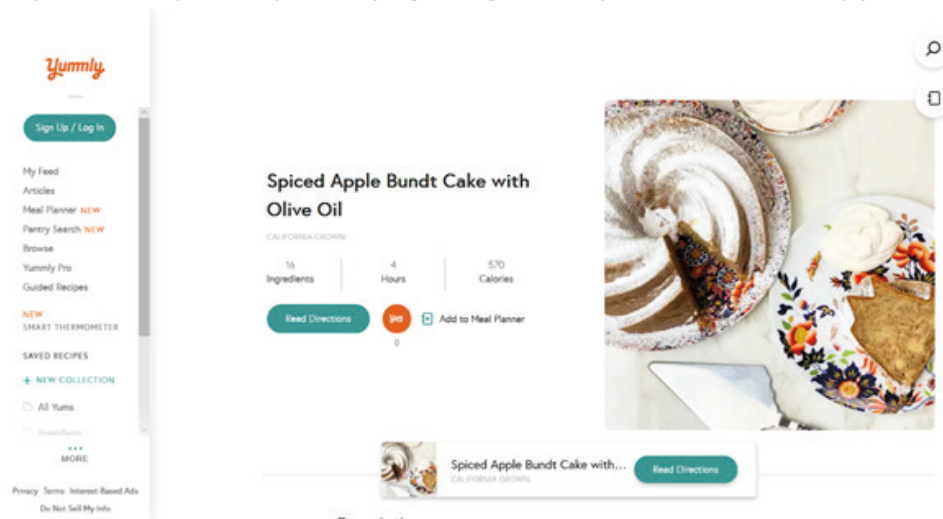 Yummly
Sign Up / Log In
My Feed
Articles
Meal Planner NEW
Pantry Search NEW
Browse
Yummly Pro
Guided Recipes
NEW
SMART THERMOMETER
SAVED RECIPES
+ NEW COLLECTION
All Yums
Breakfasts
MORE
Privacy Terms Interest-Based Ads
Do Not Sell My Info
Spiced Apple Bundt Cake with
Olive Oil
CALIFORNIA GROWN
16 4 570
Ingredients Hours Calories
Read Directions Yum Add to Meal Planner
0
Spiced Apple Bundt Cake with... Read Directions
CALIFORNIA GROWN